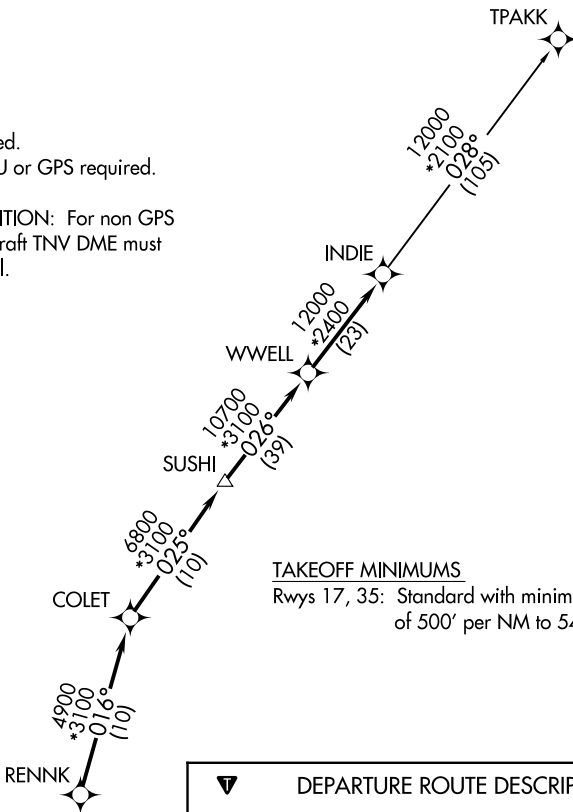 TPAKK
12000
*2100
028°
(105)
ed.
U or GPS required.
ITION: For non GPS
raft TNV DME must
l.
INDIE
12000
*2400
(23)
WWELL
10700
*3100
026°
(39)
SUSHI
6800
*3100
025°
(10)
TAKEOFF MINIMUMS
Rwys 17, 35: Standard with minim
of 500' per NM to 54
COLET
4900
*3100
016°
(10)
RENNK
T
DEPARTURE ROUTE DESCRIP